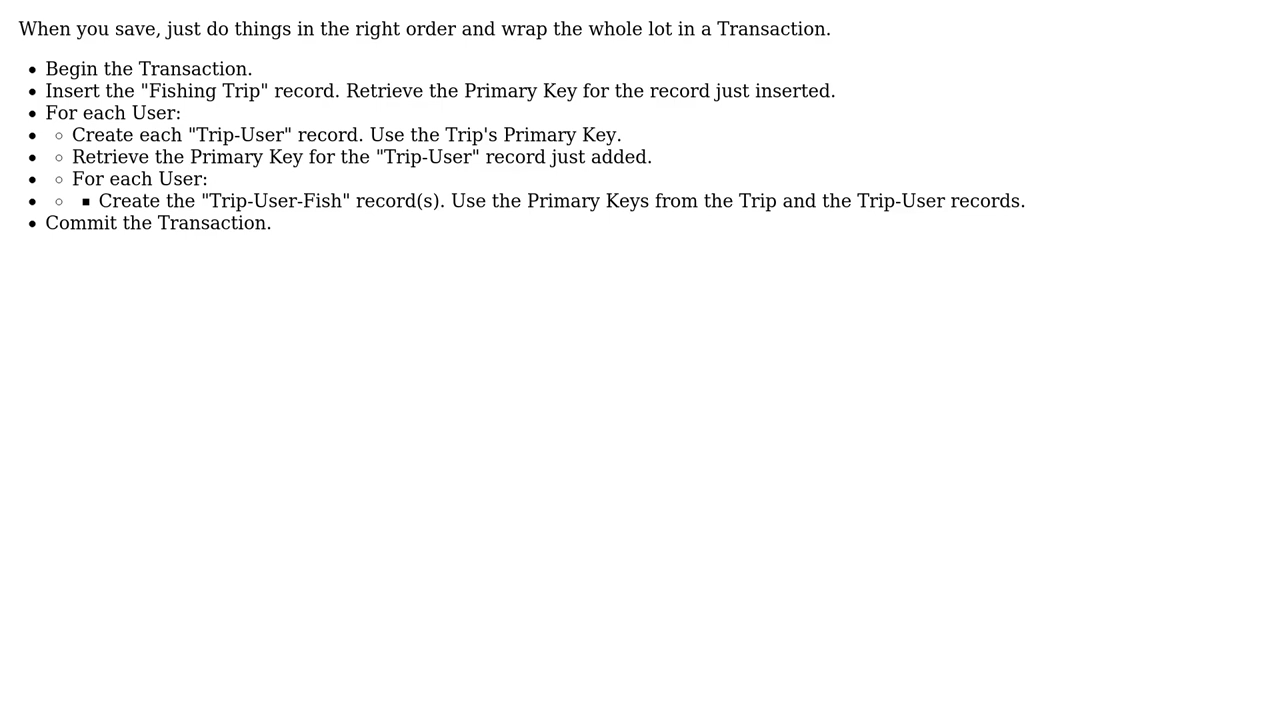 When you save, just do things in the right order and wrap the whole lot in a Transaction.
• Begin the Transaction.
• Insert the "Fishing Trip" record. Retrieve the Primary Key for the record just inserted.
• For each User:
• ◦ Create each "Trip-User" record. Use the Trip's Primary Key.
• ◦ Retrieve the Primary Key for the "Trip-User" record just added.
• ◦ For each User:
• ◦ ▪ Create the "Trip-User-Fish" record(s). Use the Primary Keys from the Trip and the Trip-User records.
• Commit the Transaction.